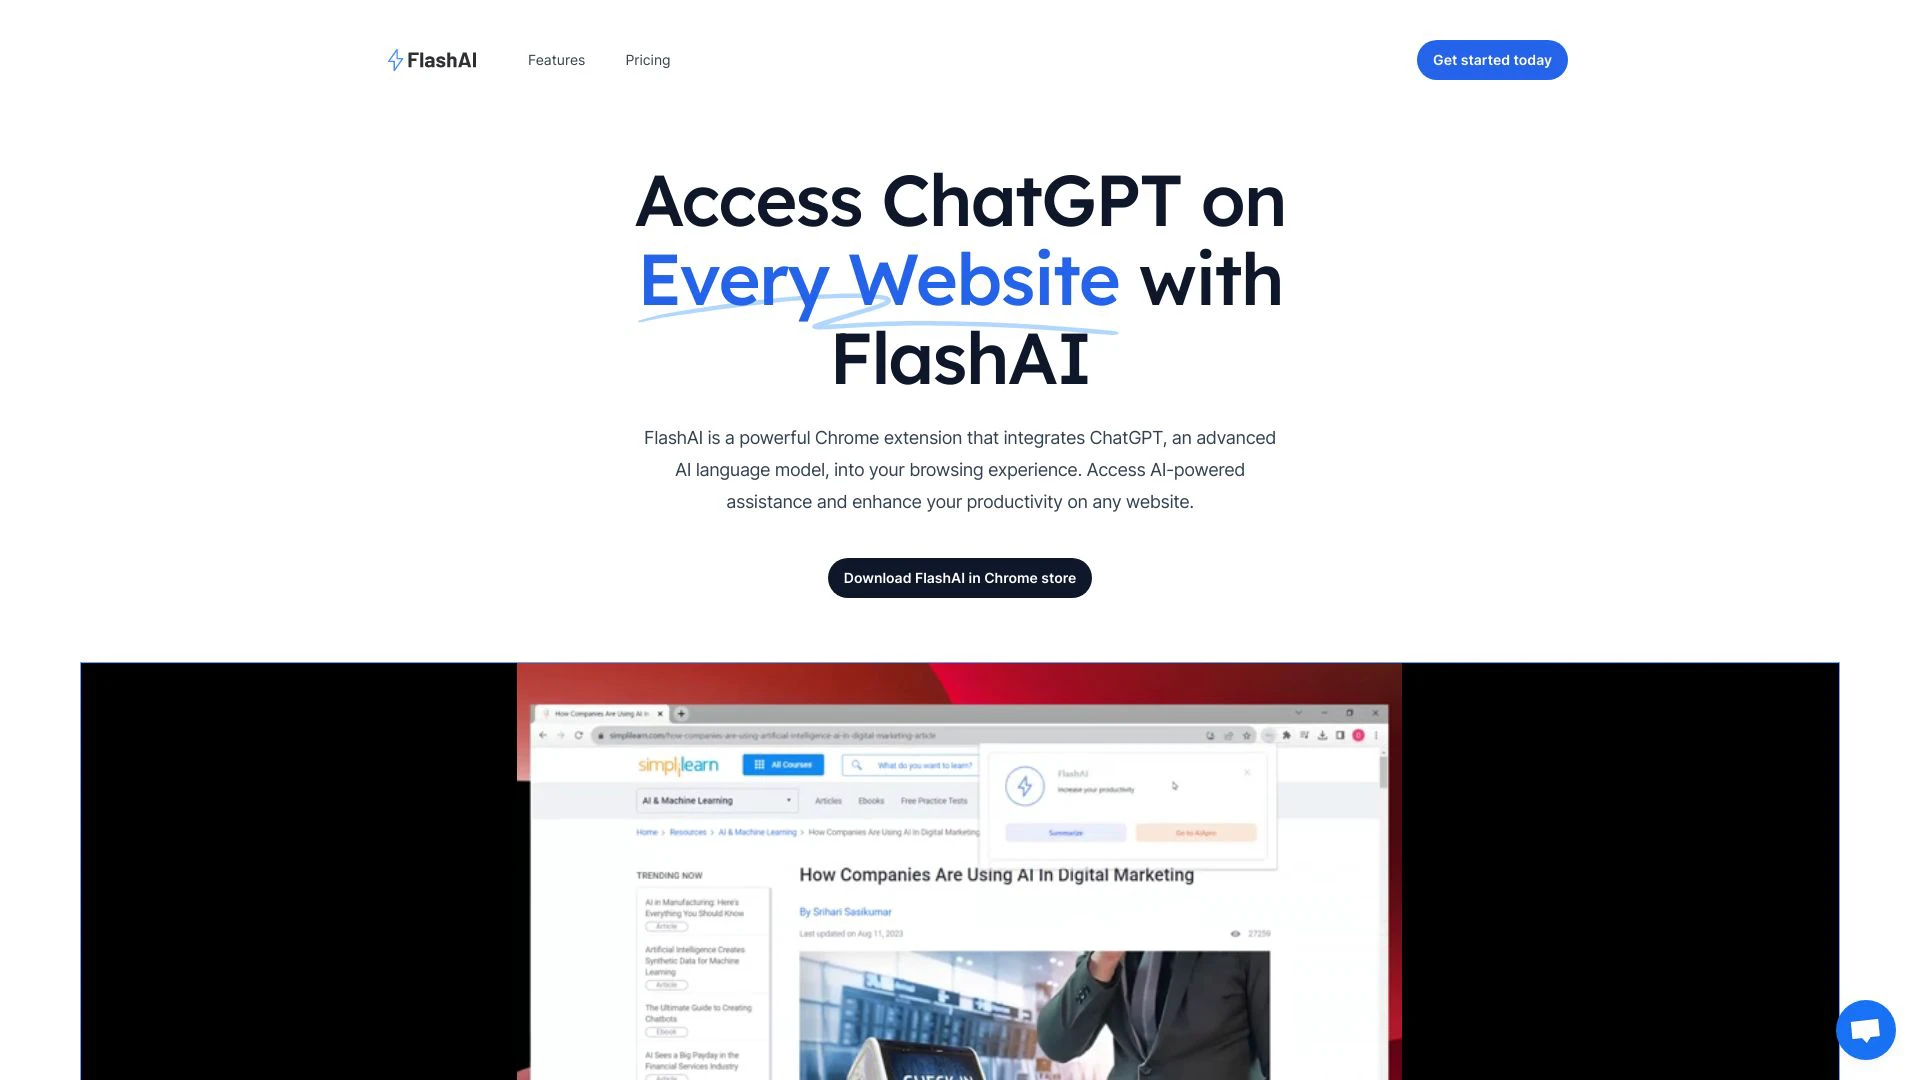 FlashAI
Features
Pricing
Get started today
Access ChatGPT on
Every Website with
FlashAI
FlashAI is a powerful Chrome extension that integrates ChatGPT, an advanced
AI language model, into your browsing experience. Access AI-powered
assistance and enhance your productivity on any website.
Download FlashAI in Chrome store
How Companies Are Using AI In
simplilearn.com/how-companies-are-using-artificial-intelligence-ai-in-digital-marketing-article
simplilearn
All Courses
What do you want to learn?
FlashAI
Increase your productivity
Summarize
AI & Machine Learning
Articles
Ebooks
Free Practice Tests
Home > Resources > AI & Machine Learning > How Companies Are Using AI In Digital Marketing
TRENDING NOW
How Companies Are Using AI In Digital Marketing
AI in Manufacturing: Here's
Everything You Should Know
Article
By Srihari Sasikumar
Last updated on Aug 11, 2023
27259
Artificial Intelligence Creates
Synthetic Data for Machine
Learning
Article
The Ultimate Guide to Creating
Chatbots
Ebook
AI Sees a Big Payday in the
Financial Services Industry
Article
CHECK IN